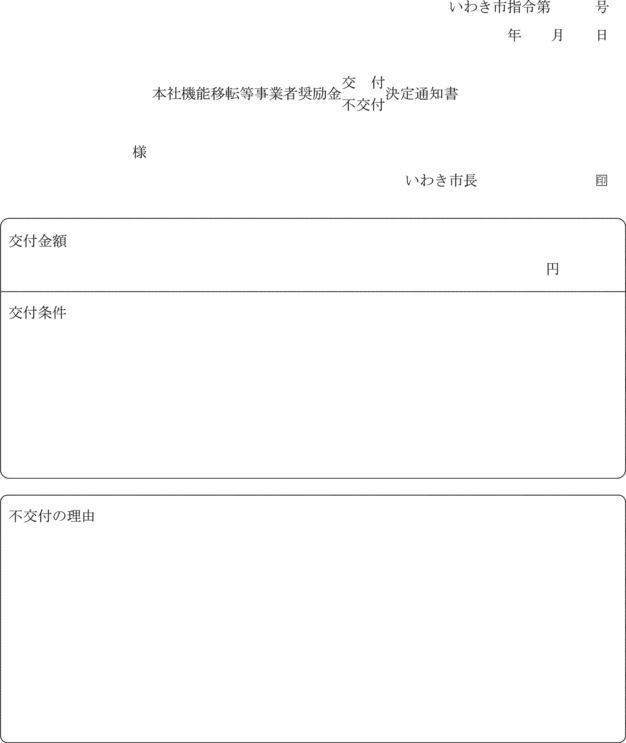 いわき市指令第　　　号
年　　月　　日
本社機能移転等事業者奨励金交　付
不交付決定通知書
様
いわき市長　　　　　　　　印
交付金額
円
交付条件
不交付の理由